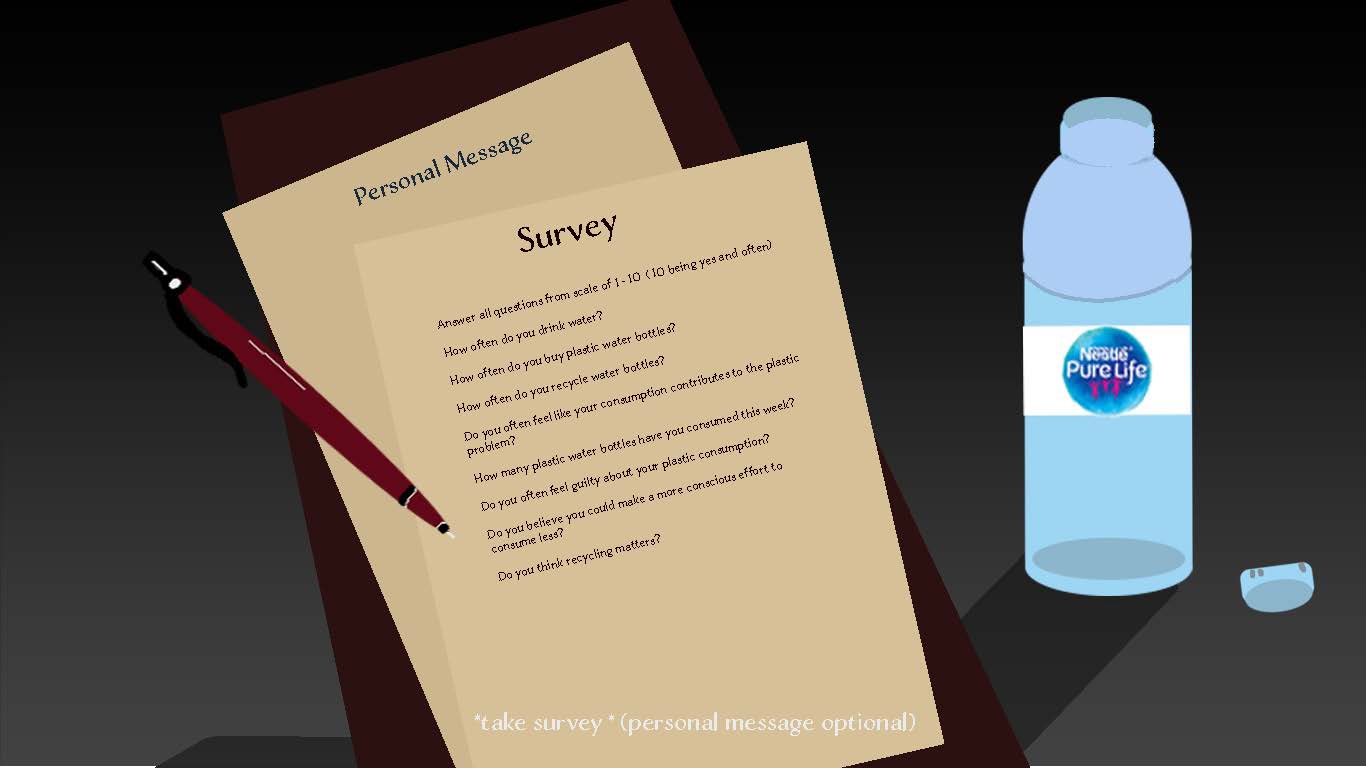 Personal Message
Survey
Answer all questions from scale of 1-10 (10 being yes and often)
How often do you drink water?
How often do you buy plastic water bottles?
How often do you recycle water bottles?
Do you often feel like your consumption contributes to the plastic
problem?
How many plastic water bottles have you consumed this week?
Do you often feel guilty about your plastic consumption?
Do you believe you could make a more conscious effort to
consume less?
Do you think recycling matters?
*take survey * (personal message optional)
Nestlé
Pure Life